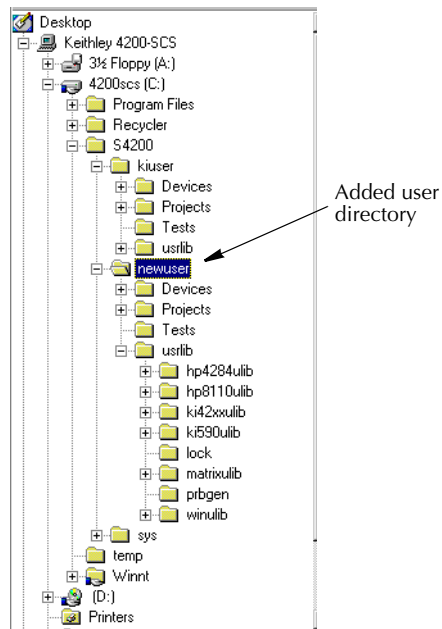 Desktop
Keithley 4200-SCS
3½ Floppy (A:)
4200scs (C:)
Program Files
Recycler
S4200
kiuser
Devices
Projects
Tests
usrlib
Added user
directory
newuser
Devices
Projects
Tests
usrlib
hp4284ulib
hp8110ulib
ki42xxulib
ki590ulib
lock
matrixulib
prbgen
winulib
sys
temp
Winnt
(D:)
Printers